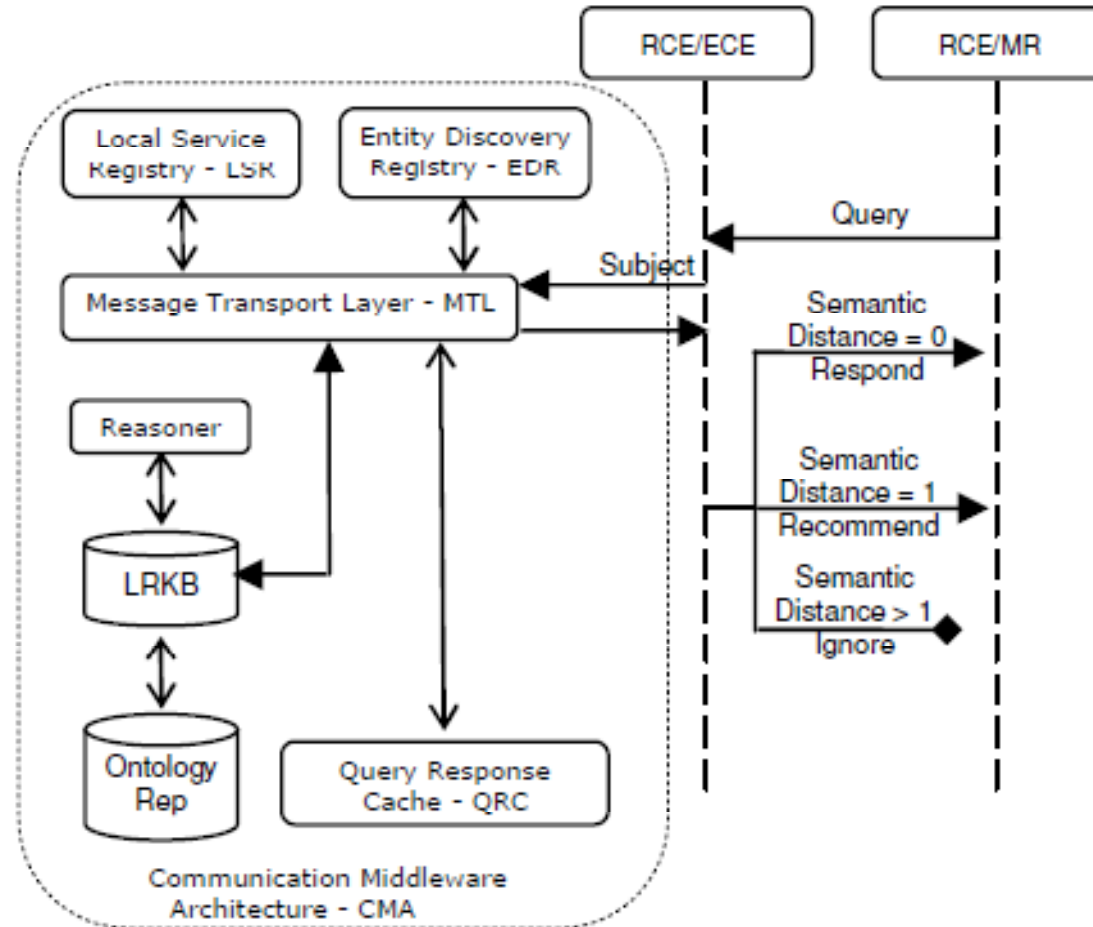 RCE/ECE
RCE/MR
Local Service
Registry - LSR
Entity Discovery
Registry - EDR
Query
Subject
Message Transport Layer - MTL
Semantic
Distance = 0
Respond
Reasoner
Semantic
Distance = 1
Recommend
LRKB
Semantic
Distance > 1
Ignore
Ontology
Rep
Query Response
Cache - QRC
Communication Middleware
Architecture - CMA